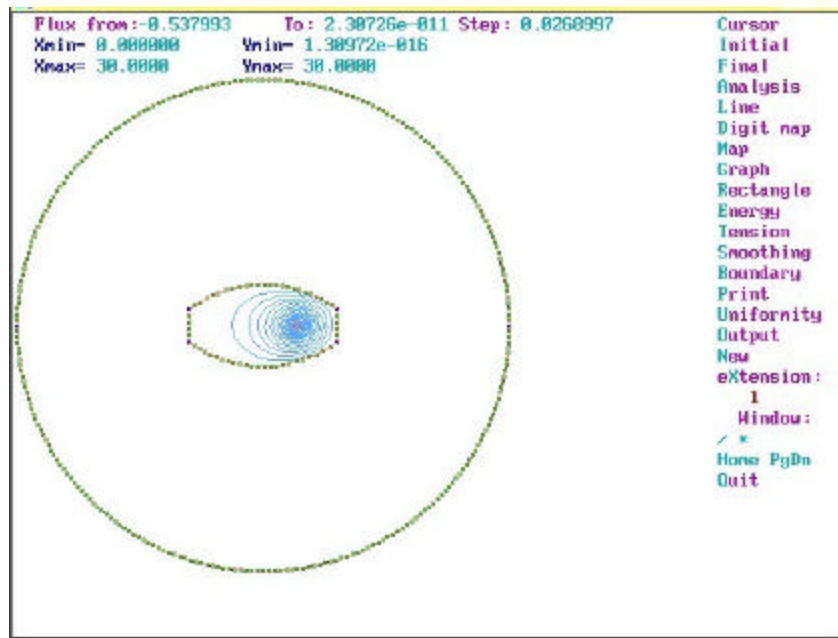 Flux from:-0.537993 To: 2.30726e-011 Step: 0.0268997
Xmin= 0.000000 Ymin= 1.30972e-016
Xmax= 30.0000 Ymax= 30.0000
Cursor
Initial
Final
Analysis
Line
Digit map
Map
Graph
Rectangle
Energy
Tension
Smoothing
Boundary
Print
Uniformity
Output
New
eXtension:
1
Window:
/ *
Home PgDn
Quit